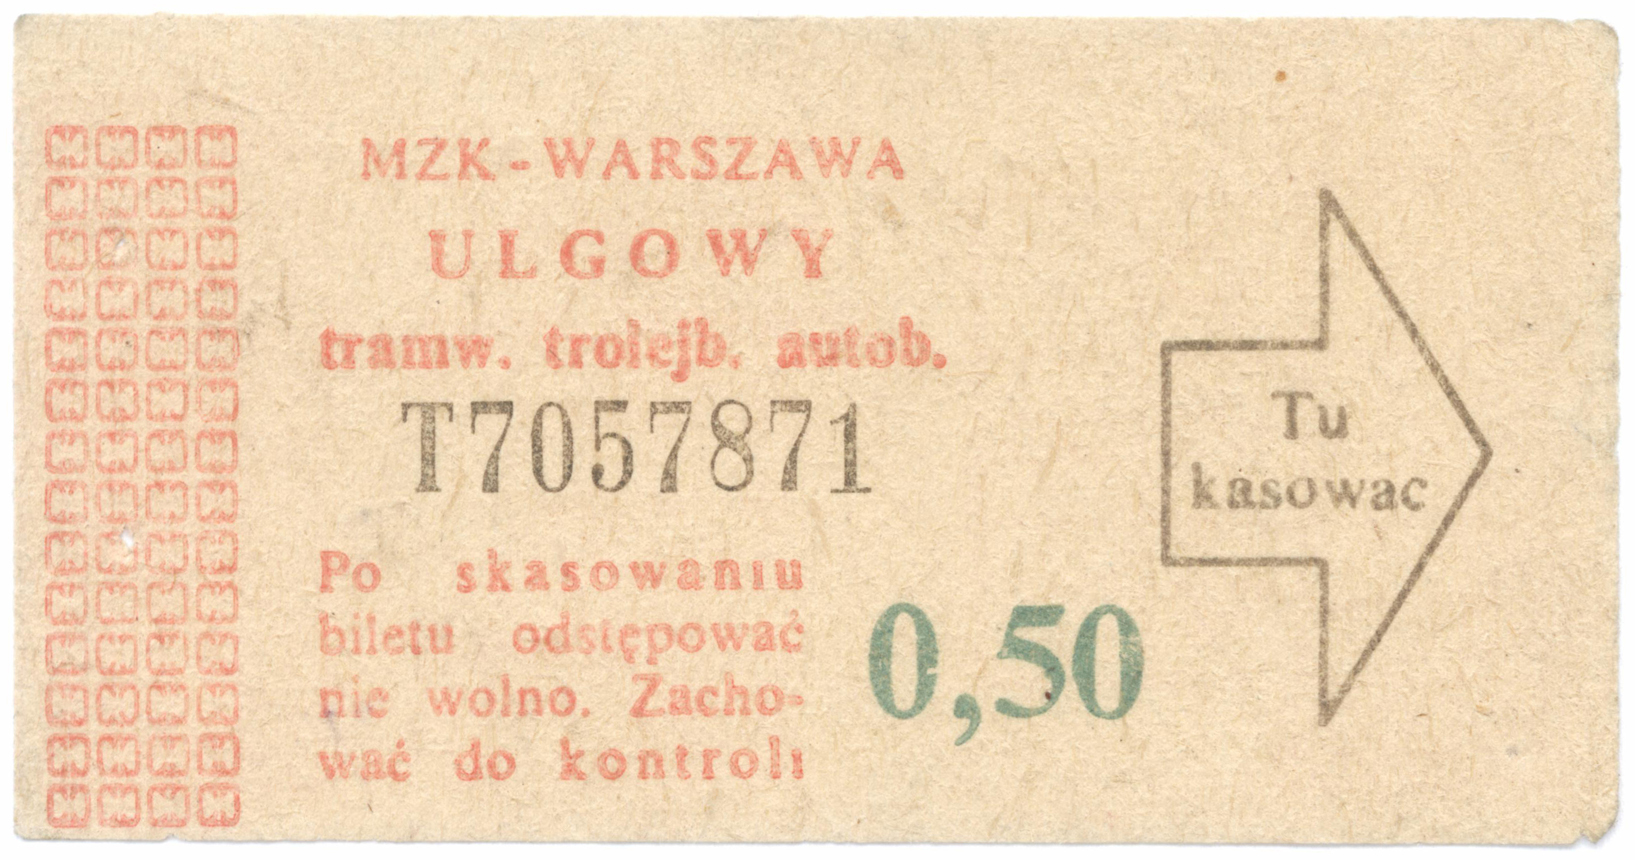 MZK-WARSZAWA
ULGOWY
tramw. trolejb. autob.
T7057871
Po skasowaniu
biletu odstępować
nie wolno. Zacho-
wać do kontroli
0,50
Tu
kasowac